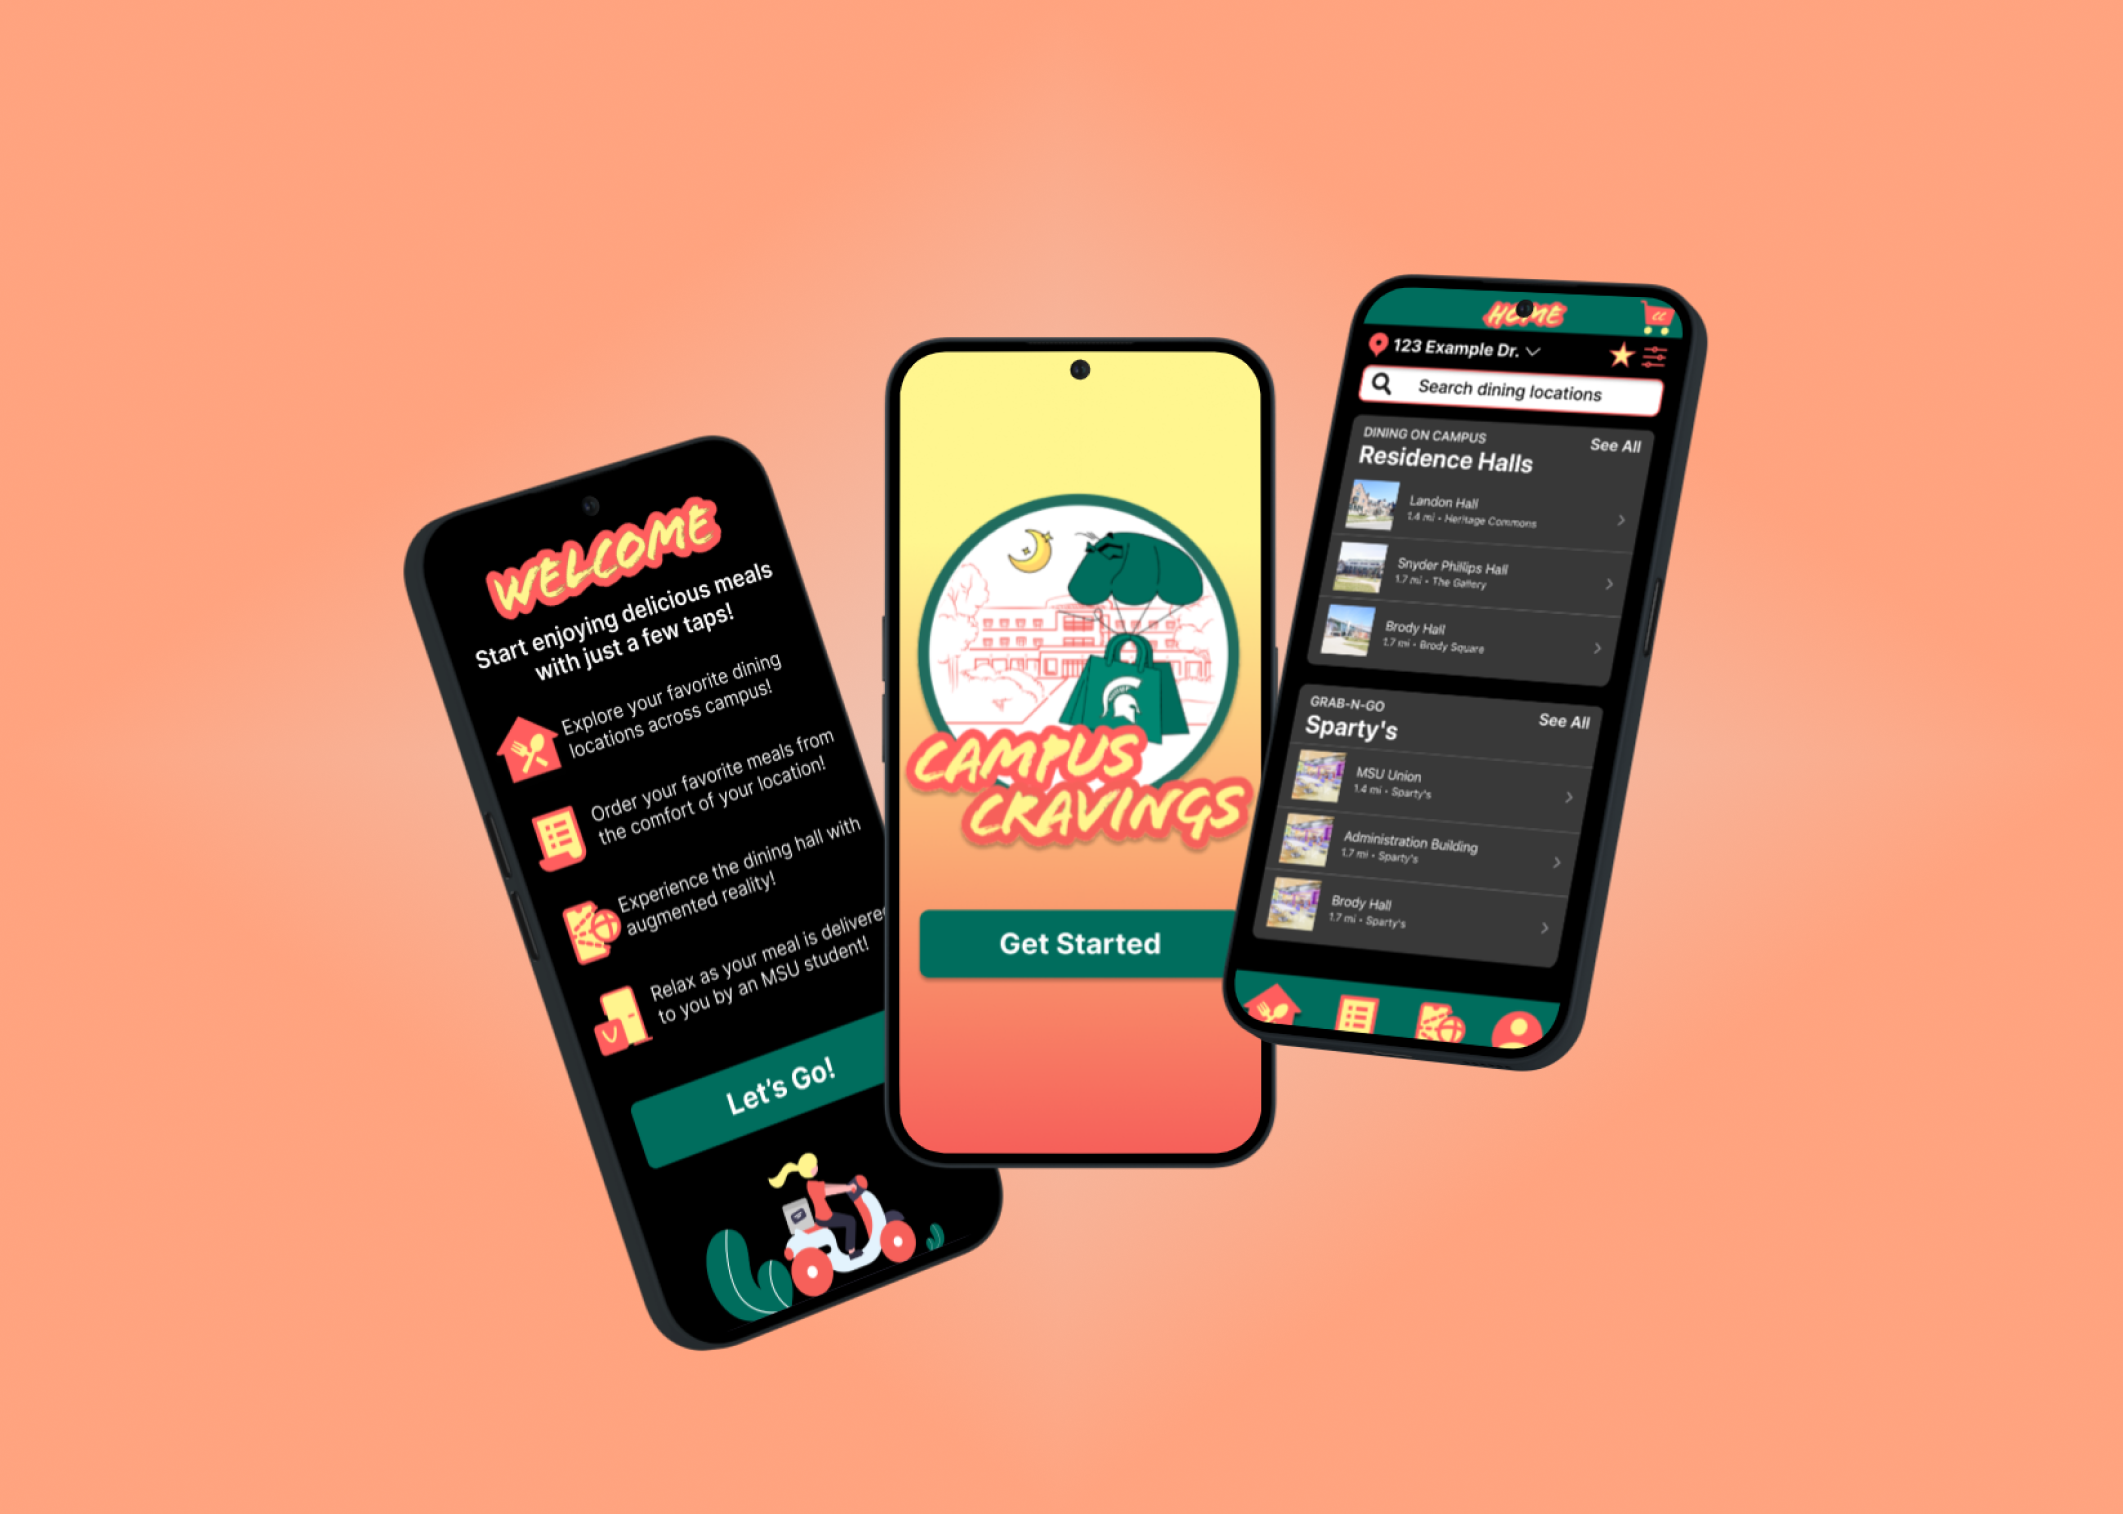 WELCOME
Start enjoying delicious meals
with just a few taps!
Explore your favorite dining
locations across campus!
Order your favorite meals from
the comfort of your location!
Experience the dining hall with
augmented reality!
Relax as your meal is delivered
to you by an MSU student!
Let's Go!
CAMPUS
CRAVINGS
Get Started
HOME
CC
123 Example Dr.
Search dining locations
DINING ON CAMPUS
See All
Residence Halls
Landon Hall
1.4 mi • Heritage Commons
Snyder Phillips Hall
1.7 mi • The Gallery
Brody Hall
1.7 mi • Brody Square
GRAB-N-GO
See All
Sparty's
MSU Union
1.4 mi • Sparty's
Administration Building
1.7 mi • Sparty's
Brody Hall
1.7 mi • Sparty's